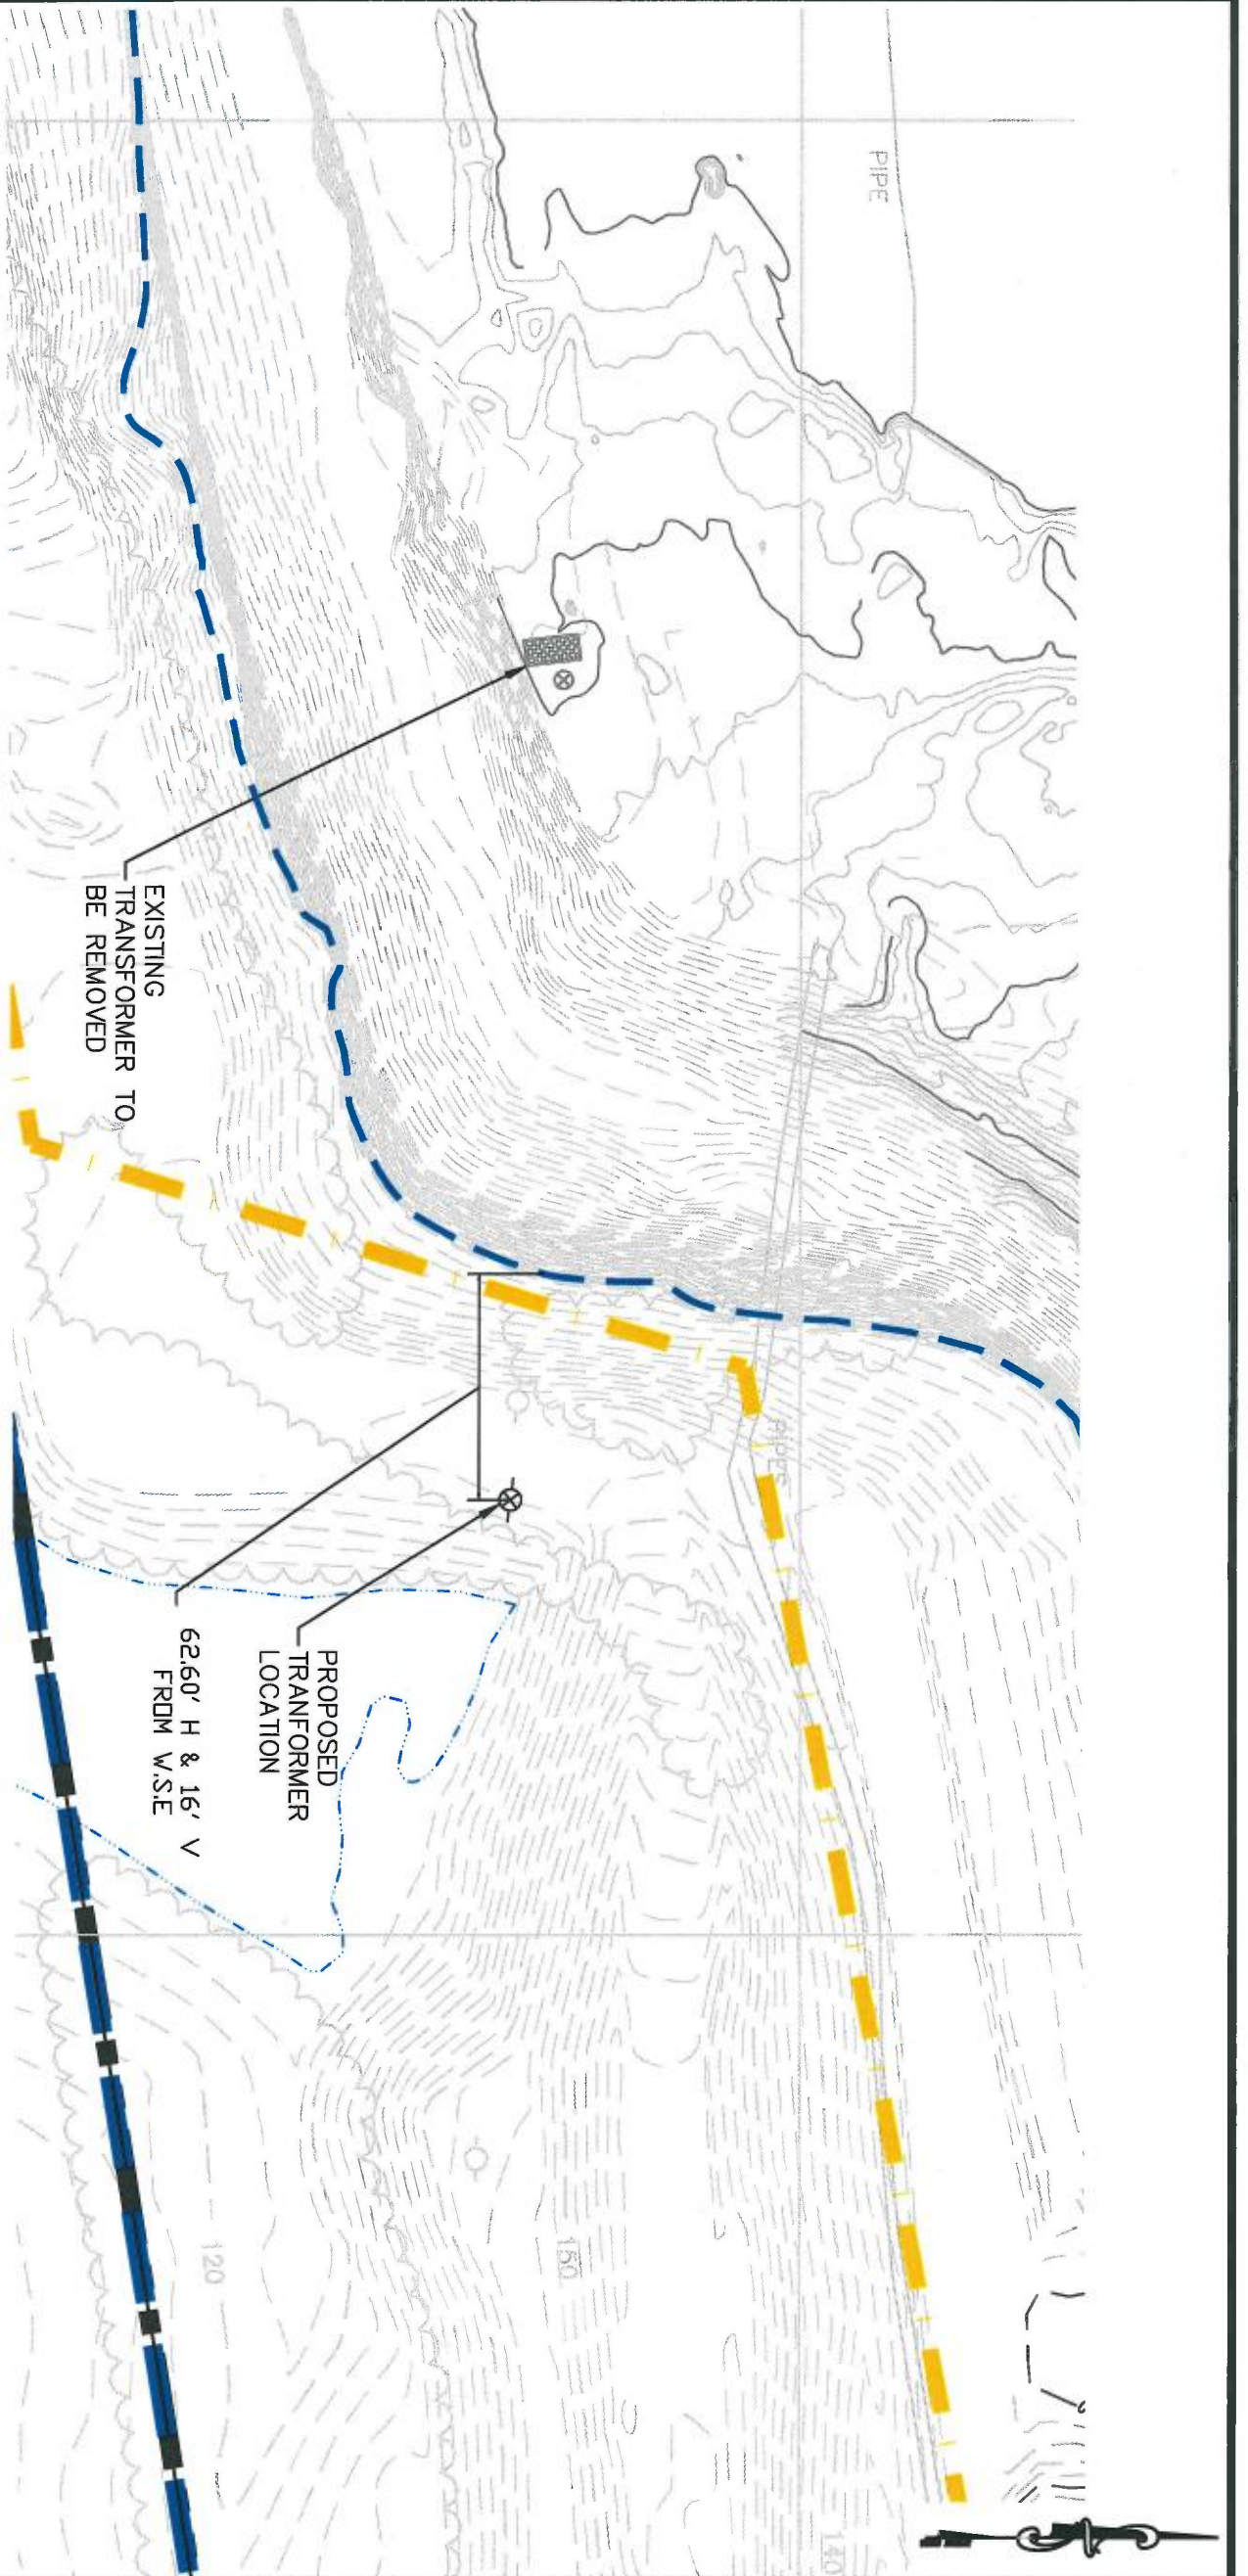 PIPE
EXISTING
TRANSFORMER TO
BE REMOVED
PIPES
PROPOSED
TRANFORMER
LOCATION
62.60' H & 16' V
FROM W.S.E
120
150
140